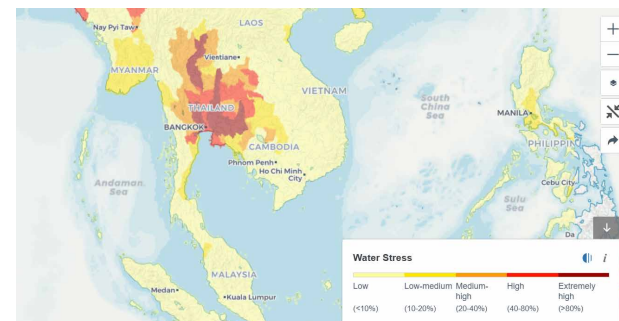 LAOS
Nay Pyi Taw
Vientiane
MYANMAR
VIETNAM
THAILAND
South
China
Sea
MANILA
BANGKOK
PHILIPPIN
CAMBODIA
Phnom Penh
Ho Chi Minh
City
Andaman
Sea
Cebu City
Sulu
Sea
Da
MALAYSIA
Medan
Kuala Lumpur
Water Stress
i
Low
Low-medium
Medium-
high
High
Extremely
high
(<10%)
(10-20%)
(20-40%)
(40-80%)
(>80%)